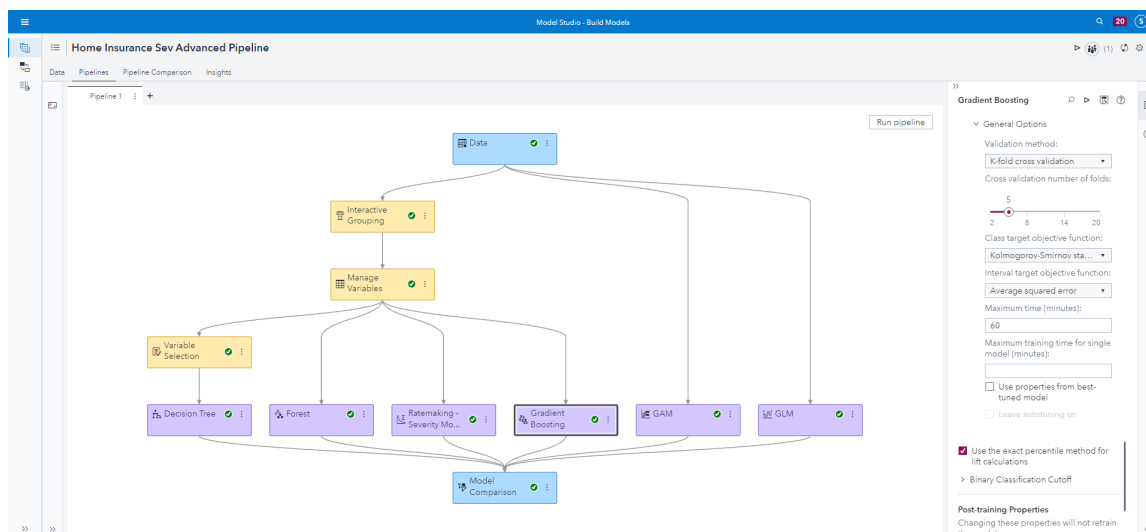 Model Studio - Build Models
20
S
Home Insurance Sev Advanced Pipeline
(1)
Data
Pipelines
Pipeline Comparison
Insights
Pipeline 1
+
Run pipeline
Data
Interactive
Grouping
Manage
Variables
Variable
Selection
Decision Tree
Forest
Ratemaking -
Severity Mo...
Gradient
Boosting
GAM
GLM
Model
Comparison
Gradient Boosting
General Options
Validation method:
K-fold cross validation
Cross validation number of folds:
5
2 8 14 20
Class target objective function:
Kolmogorov-Smirnov sta...
Interval target objective function:
Average squared error
Maximum time (minutes):
60
Maximum training time for single
model (minutes):
Use properties from best-
tuned model
Leave autotuning on
Use the exact percentile method for
lift calculations
Binary Classification Cutoff
Post-training Properties
Changing these properties will not retrain